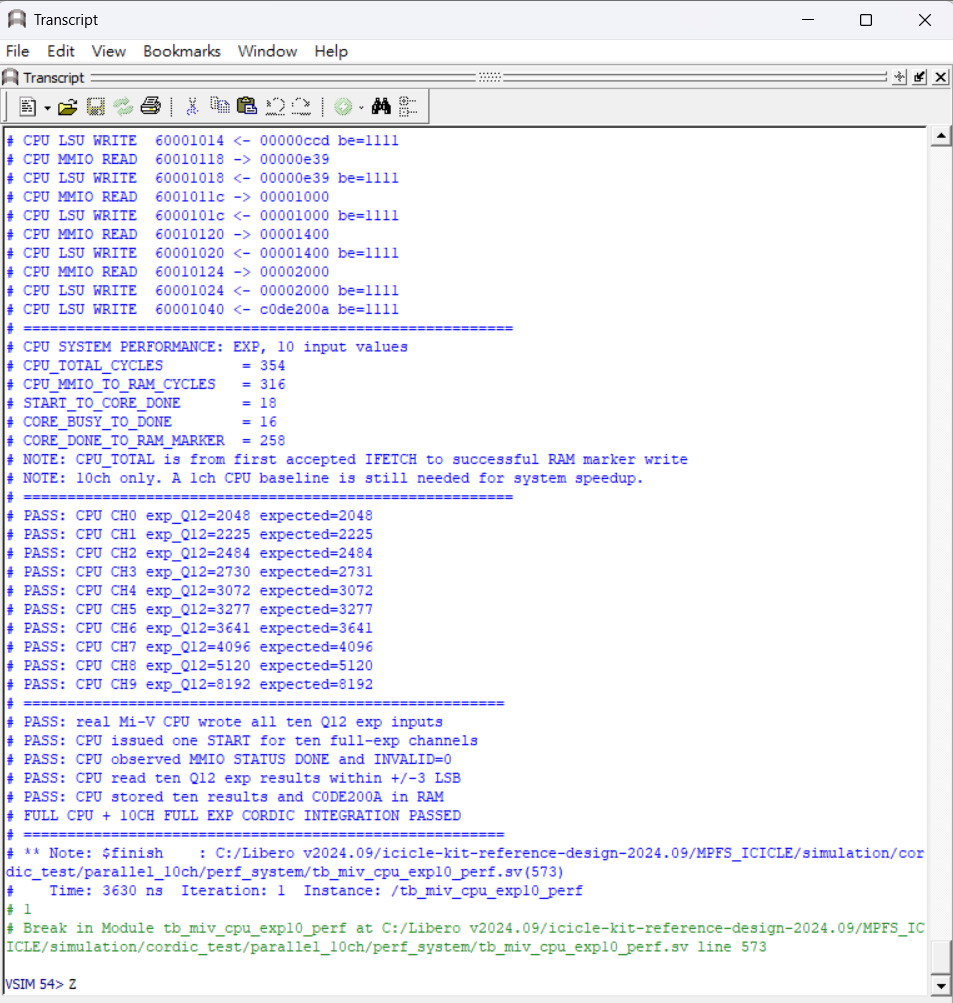 Transcript
File Edit View Bookmarks Window Help
Transcript
# CPU LSU WRITE  60001014 <- 00000ccd be=1111
# CPU MMIO READ  60010118 -> 00000e39
# CPU LSU WRITE  60001018 <- 00000e39 be=1111
# CPU MMIO READ  6001011c -> 00001000
# CPU LSU WRITE  6000101c <- 00001000 be=1111
# CPU MMIO READ  60010120 -> 00001400
# CPU LSU WRITE  60001020 <- 00001400 be=1111
# CPU MMIO READ  60010124 -> 00002000
# CPU LSU WRITE  60001024 <- 00002000 be=1111
# CPU LSU WRITE  60001040 <- c0de200a be=1111
# ========================================================
# CPU SYSTEM PERFORMANCE: EXP, 10 input values
# CPU_TOTAL_CYCLES         = 354
# CPU_MMIO_TO_RAM_CYCLES   = 316
# START_TO_CORE_DONE       = 18
# CORE_BUSY_TO_DONE        = 16
# CORE_DONE_TO_RAM_MARKER  = 258
# NOTE: CPU_TOTAL is from first accepted IFETCH to successful RAM marker write
# NOTE: 10ch only. A 1ch CPU baseline is still needed for system speedup.
# ========================================================
# PASS: CPU CH0 exp_Q12=2048 expected=2048
# PASS: CPU CH1 exp_Q12=2225 expected=2225
# PASS: CPU CH2 exp_Q12=2484 expected=2484
# PASS: CPU CH3 exp_Q12=2730 expected=2731
# PASS: CPU CH4 exp_Q12=3072 expected=3072
# PASS: CPU CH5 exp_Q12=3277 expected=3277
# PASS: CPU CH6 exp_Q12=3641 expected=3641
# PASS: CPU CH7 exp_Q12=4096 expected=4096
# PASS: CPU CH8 exp_Q12=5120 expected=5120
# PASS: CPU CH9 exp_Q12=8192 expected=8192
# =======================================================
# PASS: real Mi-V CPU wrote all ten Q12 exp inputs
# PASS: CPU issued one START for ten full-exp channels
# PASS: CPU observed MMIO STATUS DONE and INVALID=0
# PASS: CPU read ten Q12 exp results within +/-3 LSB
# PASS: CPU stored ten results and C0DE200A in RAM
# FULL CPU + 10CH FULL EXP CORDIC INTEGRATION PASSED
# =======================================================
# ** Note: $finish    : C:/Libero v2024.09/icicle-kit-reference-design-2024.09/MPFS_ICICLE/simulation/cor
dic_test/parallel_10ch/perf_system/tb_miv_cpu_exp10_perf.sv(573)
#    Time: 3630 ns  Iteration: 1  Instance: /tb_miv_cpu_exp10_perf
# 1
# Break in Module tb_miv_cpu_exp10_perf at C:/Libero v2024.09/icicle-kit-reference-design-2024.09/MPFS_IC
ICLE/simulation/cordic_test/parallel_10ch/perf_system/tb_miv_cpu_exp10_perf.sv line 573
VSIM 54> Z